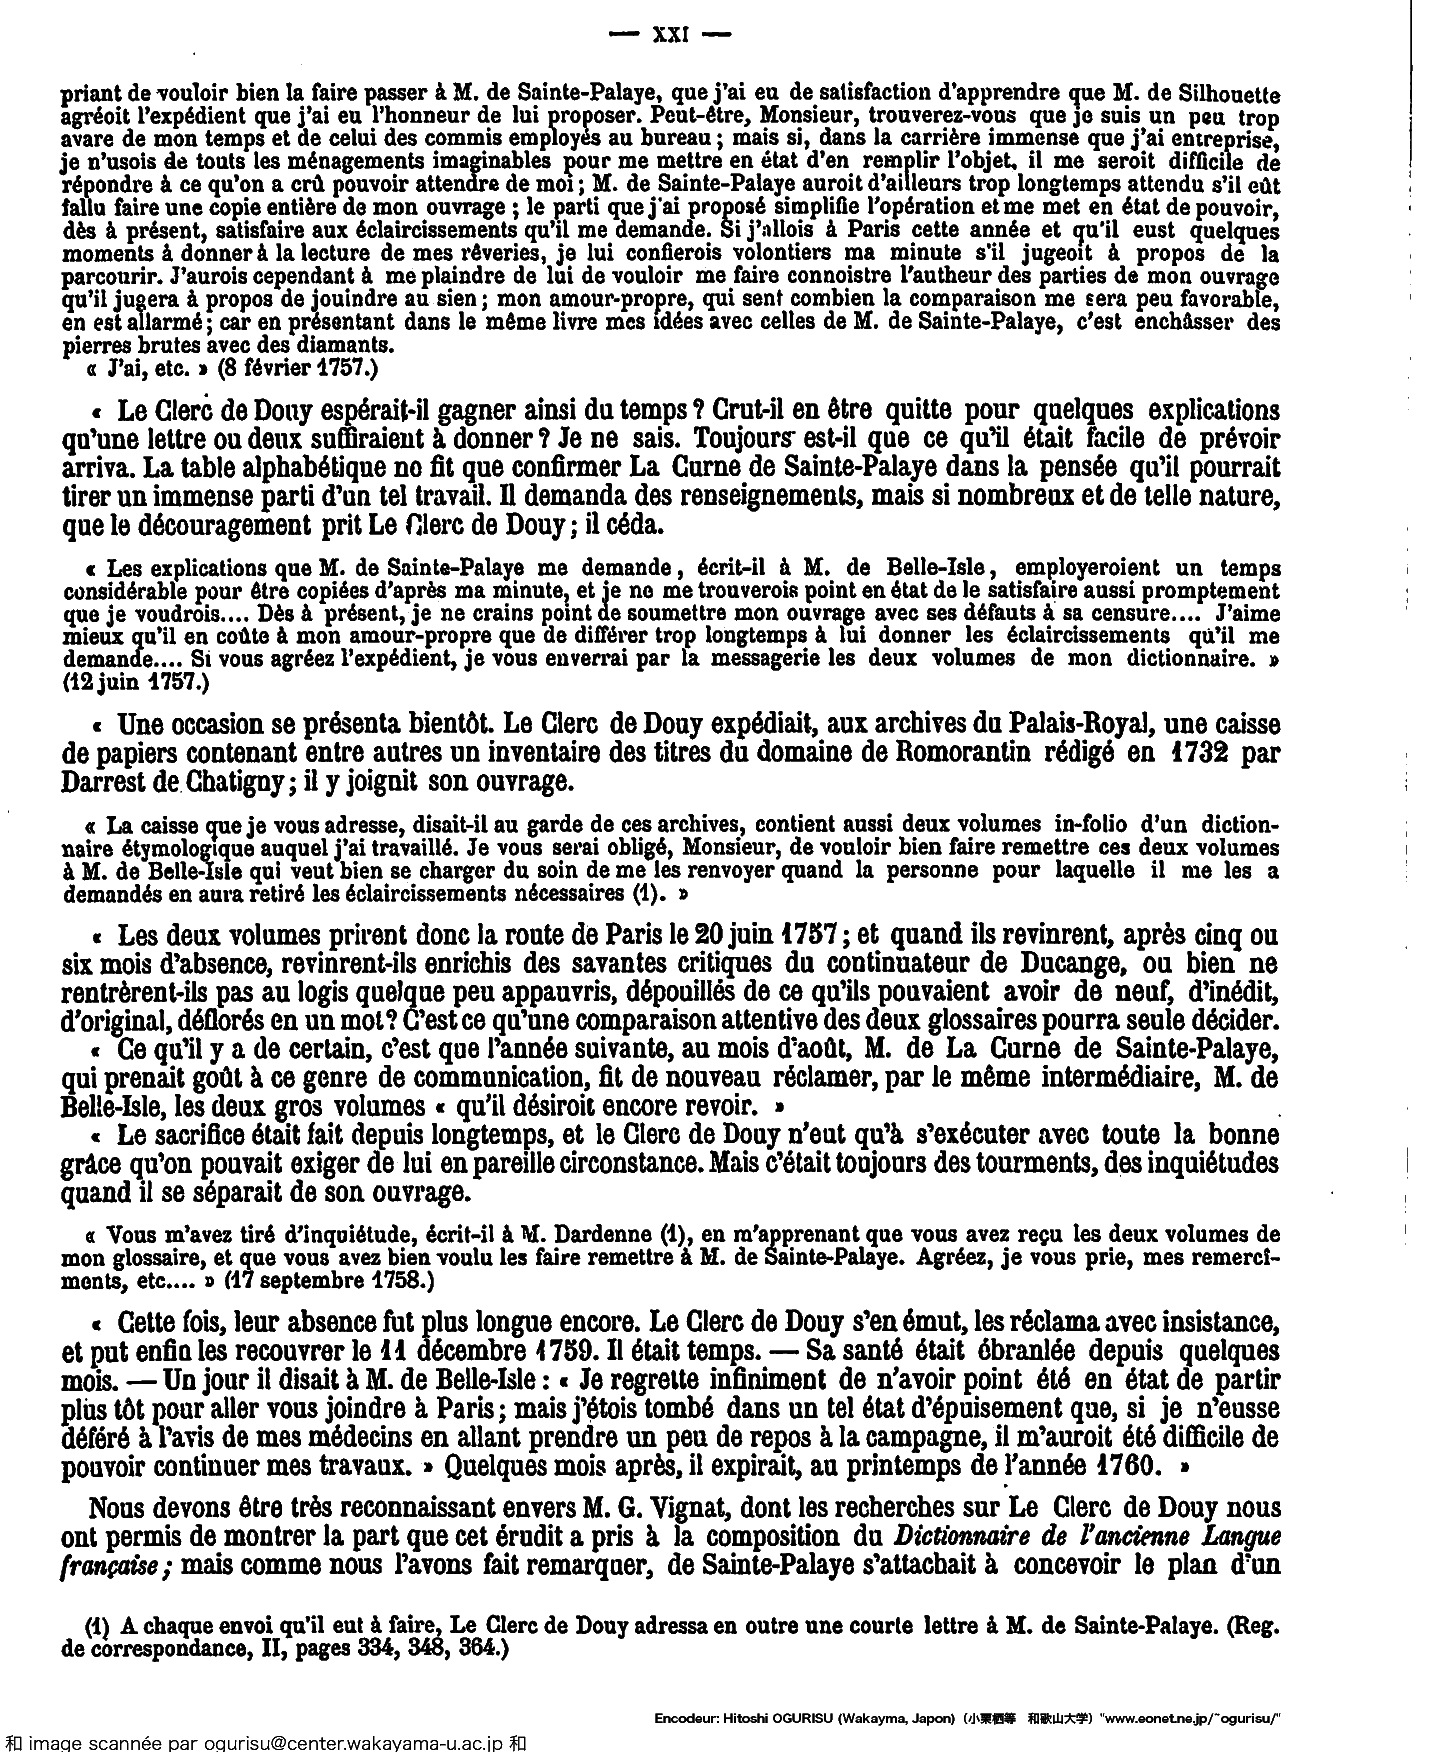 — XXI —
priant de vouloir bien la faire passer à M. de Sainte-Palaye, que j'ai eu de satisfaction d'apprendre que M. de Silhouette
agréoit l'expédient que j'ai eu l'honneur de lui proposer. Peut-être, Monsieur, trouverez-vous que je suis un peu trop
avare de mon temps et de celui des commis employés au bureau ; mais si, dans la carrière immense que j'ai entreprise,
je n'usois de touts les ménagements imaginables pour me mettre en état d'en remplir l'objet, il me seroit difficile de
répondre à ce qu'on a crû pouvoir attendre de moi ; M. de Sainte-Palaye auroit d'ailleurs trop longtemps attendu s'il eût
fallu faire une copie entière de mon ouvrage ; le parti que j'ai proposé simplifie l'opération et me met en état de pouvoir,
dès à présent, satisfaire aux éclaircissements qu'il me demande. Si j'allois à Paris cette année et qu'il eust quelques
moments à donner à la lecture de mes rêveries, je lui confierois volontiers ma minute s'il jugeoit à propos de la
parcourir. J'aurois cependant à me plaindre de lui de vouloir me faire connoistre l'autheur des parties de mon ouvrage
qu'il jugera à propos de jouindre au sien ; mon amour-propre, qui sent combien la comparaison me sera peu favorable,
en est allarmé ; car en présentant dans le même livre mes idées avec celles de M. de Sainte-Palaye, c'est enchâsser des
pierres brutes avec des diamants.
« J'ai, etc. » (8 février 1757.)
« Le Clerc de Douy espérait-il gagner ainsi du temps ? Crut-il en être quitte pour quelques explications
qu'une lettre ou deux suffiraient à donner ? Je ne sais. Toujours est-il que ce qu'il était facile de prévoir
arriva. La table alphabétique ne fit que confirmer La Curne de Sainte-Palaye dans la pensée qu'il pourrait
tirer un immense parti d'un tel travail. Il demanda des renseignements, mais si nombreux et de telle nature,
que le découragement prit Le Clerc de Douy ; il céda.
« Les explications que M. de Sainte-Palaye me demande, écrit-il à M. de Belle-Isle, employeroient un temps
considérable pour être copiées d'après ma minute, et je ne me trouverois point en état de le satisfaire aussi promptement
que je voudrois.... Dès à présent, je ne crains point de soumettre mon ouvrage avec ses défauts à sa censure.... J'aime
mieux qu'il en coûte à mon amour-propre que de différer trop longtemps à lui donner les éclaircissements qu'il me
demande.... Si vous agréez l'expédient, je vous enverrai par la messagerie les deux volumes de mon dictionnaire. »
(12 juin 1757.)
« Une occasion se présenta bientôt. Le Clerc de Douy expédiait, aux archives du Palais-Royal, une caisse
de papiers contenant entre autres un inventaire des titres du domaine de Romorantin rédigé en 1732 par
Darrest de Chatigny ; il y joignit son ouvrage.
« La caisse que je vous adresse, disait-il au garde de ces archives, contient aussi deux volumes in-folio d'un diction-
naire étymologique auquel j'ai travaillé. Je vous serai obligé, Monsieur, de vouloir bien faire remettre ces deux volumes
à M. de Belle-Isle qui veut bien se charger du soin de me les renvoyer quand la personne pour laquelle il me les a
demandés en aura retiré les éclaircissements nécessaires (1). »
« Les deux volumes prirent donc la route de Paris le 20 juin 1757 ; et quand ils revinrent, après cinq ou
six mois d'absence, revinrent-ils enrichis des savantes critiques du continuateur de Ducange, ou bien ne
rentrèrent-ils pas au logis quelque peu appauvris, dépouillés de ce qu'ils pouvaient avoir de neuf, d'inédit,
d'original, déflorés en un mot ? C'est ce qu'une comparaison attentive des deux glossaires pourra seule décider.
« Ce qu'il y a de certain, c'est que l'année suivante, au mois d'août, M. de La Curne de Sainte-Palaye,
qui prenait goût à ce genre de communication, fit de nouveau réclamer, par le même intermédiaire, M. de
Belle-Isle, les deux gros volumes « qu'il désiroit encore revoir. »
« Le sacrifice était fait depuis longtemps, et le Clerc de Douy n'eut qu'à s'exécuter avec toute la bonne
grâce qu'on pouvait exiger de lui en pareille circonstance. Mais c'était toujours des tourments, des inquiétudes
quand il se séparait de son ouvrage.
« Vous m'avez tiré d'inquiétude, écrit-il à M. Dardenne (1), en m'apprenant que vous avez reçu les deux volumes de
mon glossaire, et que vous avez bien voulu les faire remettre à M. de Sainte-Palaye. Agréez, je vous prie, mes remercî-
ments, etc.... » (17 septembre 1758.)
« Cette fois, leur absence fut plus longue encore. Le Clerc de Douy s'en émut, les réclama avec insistance,
et put enfin les recouvrer le 11 décembre 1759. Il était temps. — Sa santé était ébranlée depuis quelques
mois. — Un jour il disait à M. de Belle-Isle : « Je regrette infiniment de n'avoir point été en état de partir
plus tôt pour aller vous joindre à Paris ; mais j'étois tombé dans un tel état d'épuisement que, si je n'eusse
déféré à l'avis de mes médecins en allant prendre un peu de repos à la campagne, il m'auroit été difficile de
pouvoir continuer mes travaux. » Quelques mois après, il expirait, au printemps de l'année 1760. »
Nous devons être très reconnaissant envers M. G. Vignat, dont les recherches sur Le Clerc de Douy nous
ont permis de montrer la part que cet érudit a pris à la composition du Dictionnaire de l'ancienne Langue
française ; mais comme nous l'avons fait remarquer, de Sainte-Palaye s'attachait à concevoir le plan d'un
(1) A chaque envoi qu'il eut à faire, Le Clerc de Douy adressa en outre une courte lettre à M. de Sainte-Palaye. (Reg.
de correspondance, II, pages 334, 348, 364.)
Encodeur: Hitoshi OGURISU (Wakayma, Japon) (小栗栖等 和歌山大学) "www.eonet.ne.jp/~ogurisu/"
和 image scannée par ogurisu@center.wakayama-u.ac.jp 和